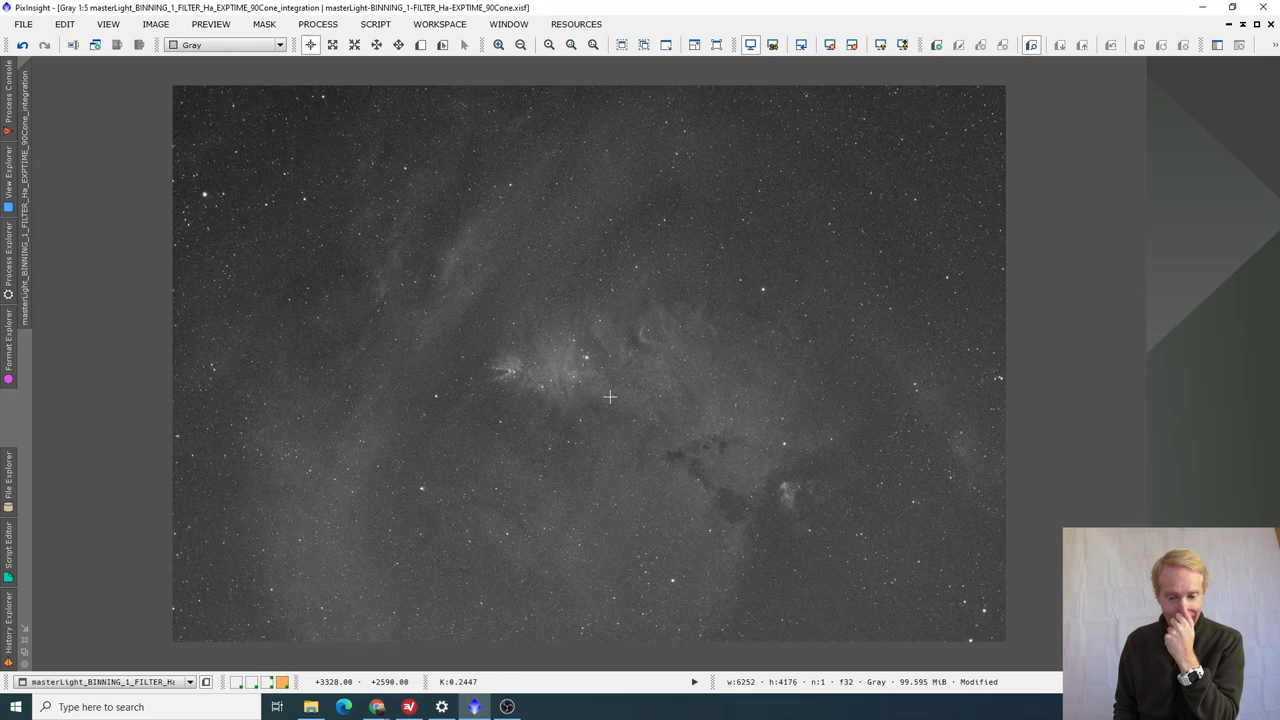 PixInsight - [Gray 1:5 masterLight_BINNING_1_FILTER_Ha_EXPTIME_90Cone_integration | masterLight-BINNING_1-FILTER_Ha-EXPTIME_90Cone.xisf]
FILE EDIT VIEW IMAGE PREVIEW MASK PROCESS SCRIPT WORKSPACE WINDOW RESOURCES
Gray
Process Console
View Explorer
Process Explorer
Format Explorer
File Explorer
Script Editor
History Explorer
masterLight_BINNING_1_FILTER_Ha_EXPTIME_90Cone_integration
masterLight_BINNING_1_FILTER_Ha
+3328.00 · +2590.00 K:0.2447 w:6252 · h:4176 · n:1 · f32 · Gray · 99.595 MiB · Modified
Type here to search